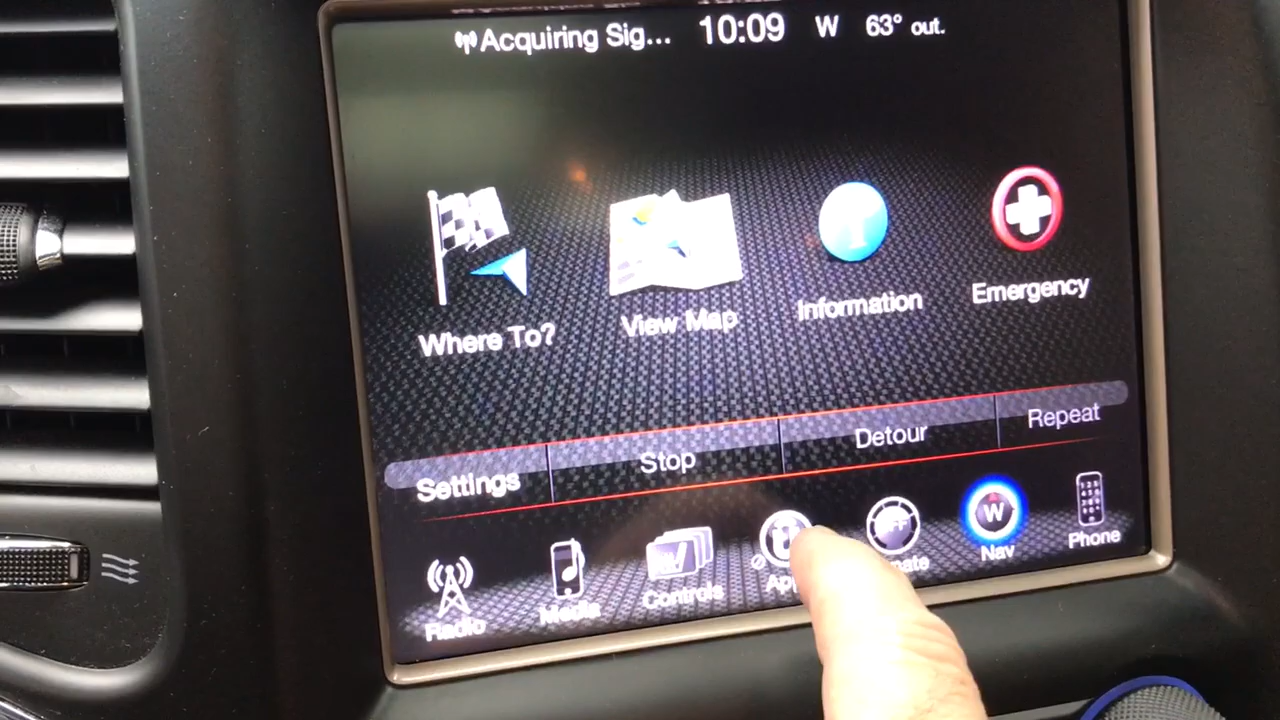 Acquiring Sig... 10:09 W 63° out.
Where To? View Map Information Emergency
Settings Stop Detour Repeat
W
Radio Media Controls Nav Phone